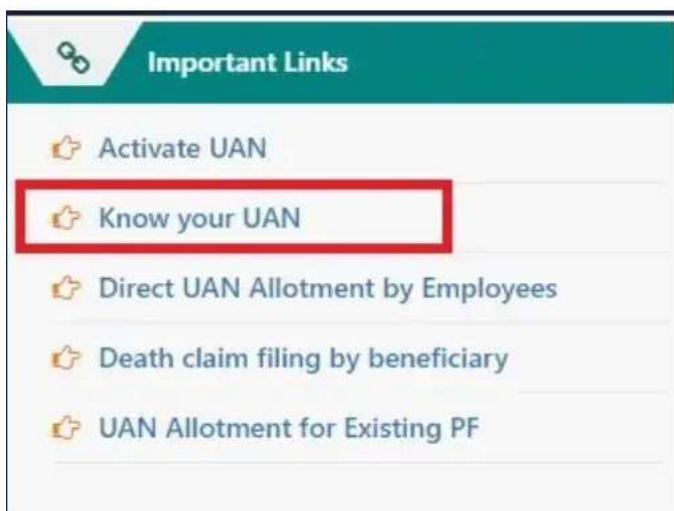 Important Links
Activate UAN
Know your UAN
Direct UAN Allotment by Employees
Death claim filing by beneficiary
UAN Allotment for Existing PF